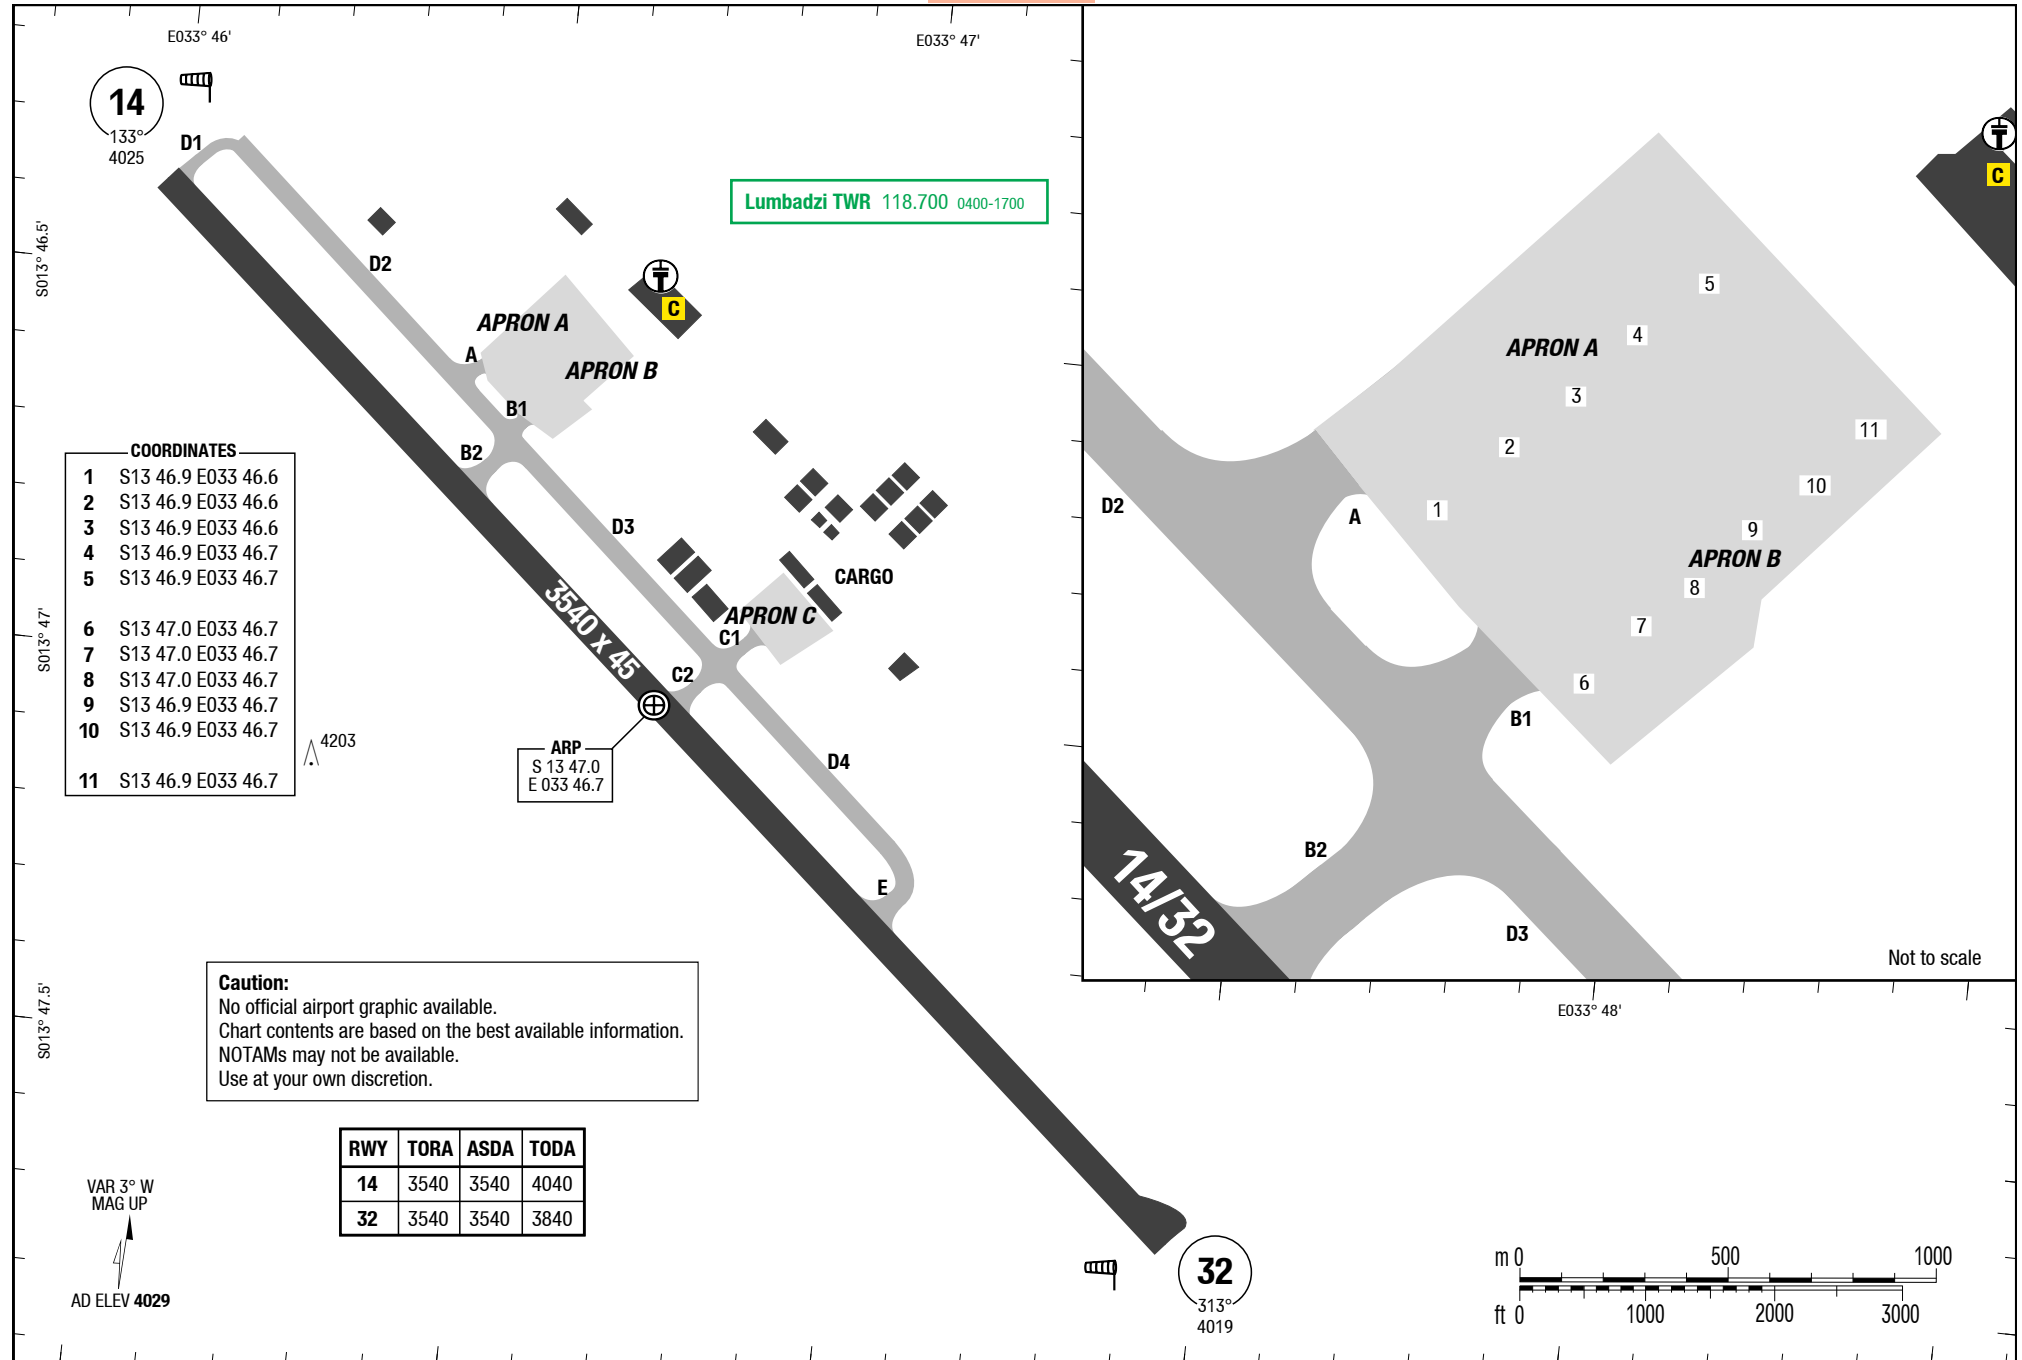 E033° 46'
E033° 47'
14
133°
4025
D1
D2
Lumbadzi TWR 118.700 0400-1700
S013° 46.5'
C
APRON A
A
APRON B
B1
B2
COORDINATES
1 S13 46.9 E033 46.6
2 S13 46.9 E033 46.6
3 S13 46.9 E033 46.6
4 S13 46.9 E033 46.7
5 S13 46.9 E033 46.7
6 S13 47.0 E033 46.7
7 S13 47.0 E033 46.7
8 S13 47.0 E033 46.7
9 S13 46.9 E033 46.7
10 S13 46.9 E033 46.7
11 S13 46.9 E033 46.7
D3
CARGO
3540 x 45
APRON C
C1
S013° 47'
C2
4203
ARP
S 13 47.0
E 033 46.7
D4
E
Caution:
No official airport graphic available.
Chart contents are based on the best available information.
NOTAMs may not be available.
Use at your own discretion.
S013° 47.5'
RWY TORA ASDA TODA
14 3540 3540 4040
32 3540 3540 3840
VAR 3° W
MAG UP
AD ELEV 4029
32
313°
4019
C
5
4
APRON A
3
11
2
10
D2
1
A
9
APRON B
8
7
6
B1
B2
14/32
D3
Not to scale
E033° 48'
m 0 500 1000
ft 0 1000 2000 3000